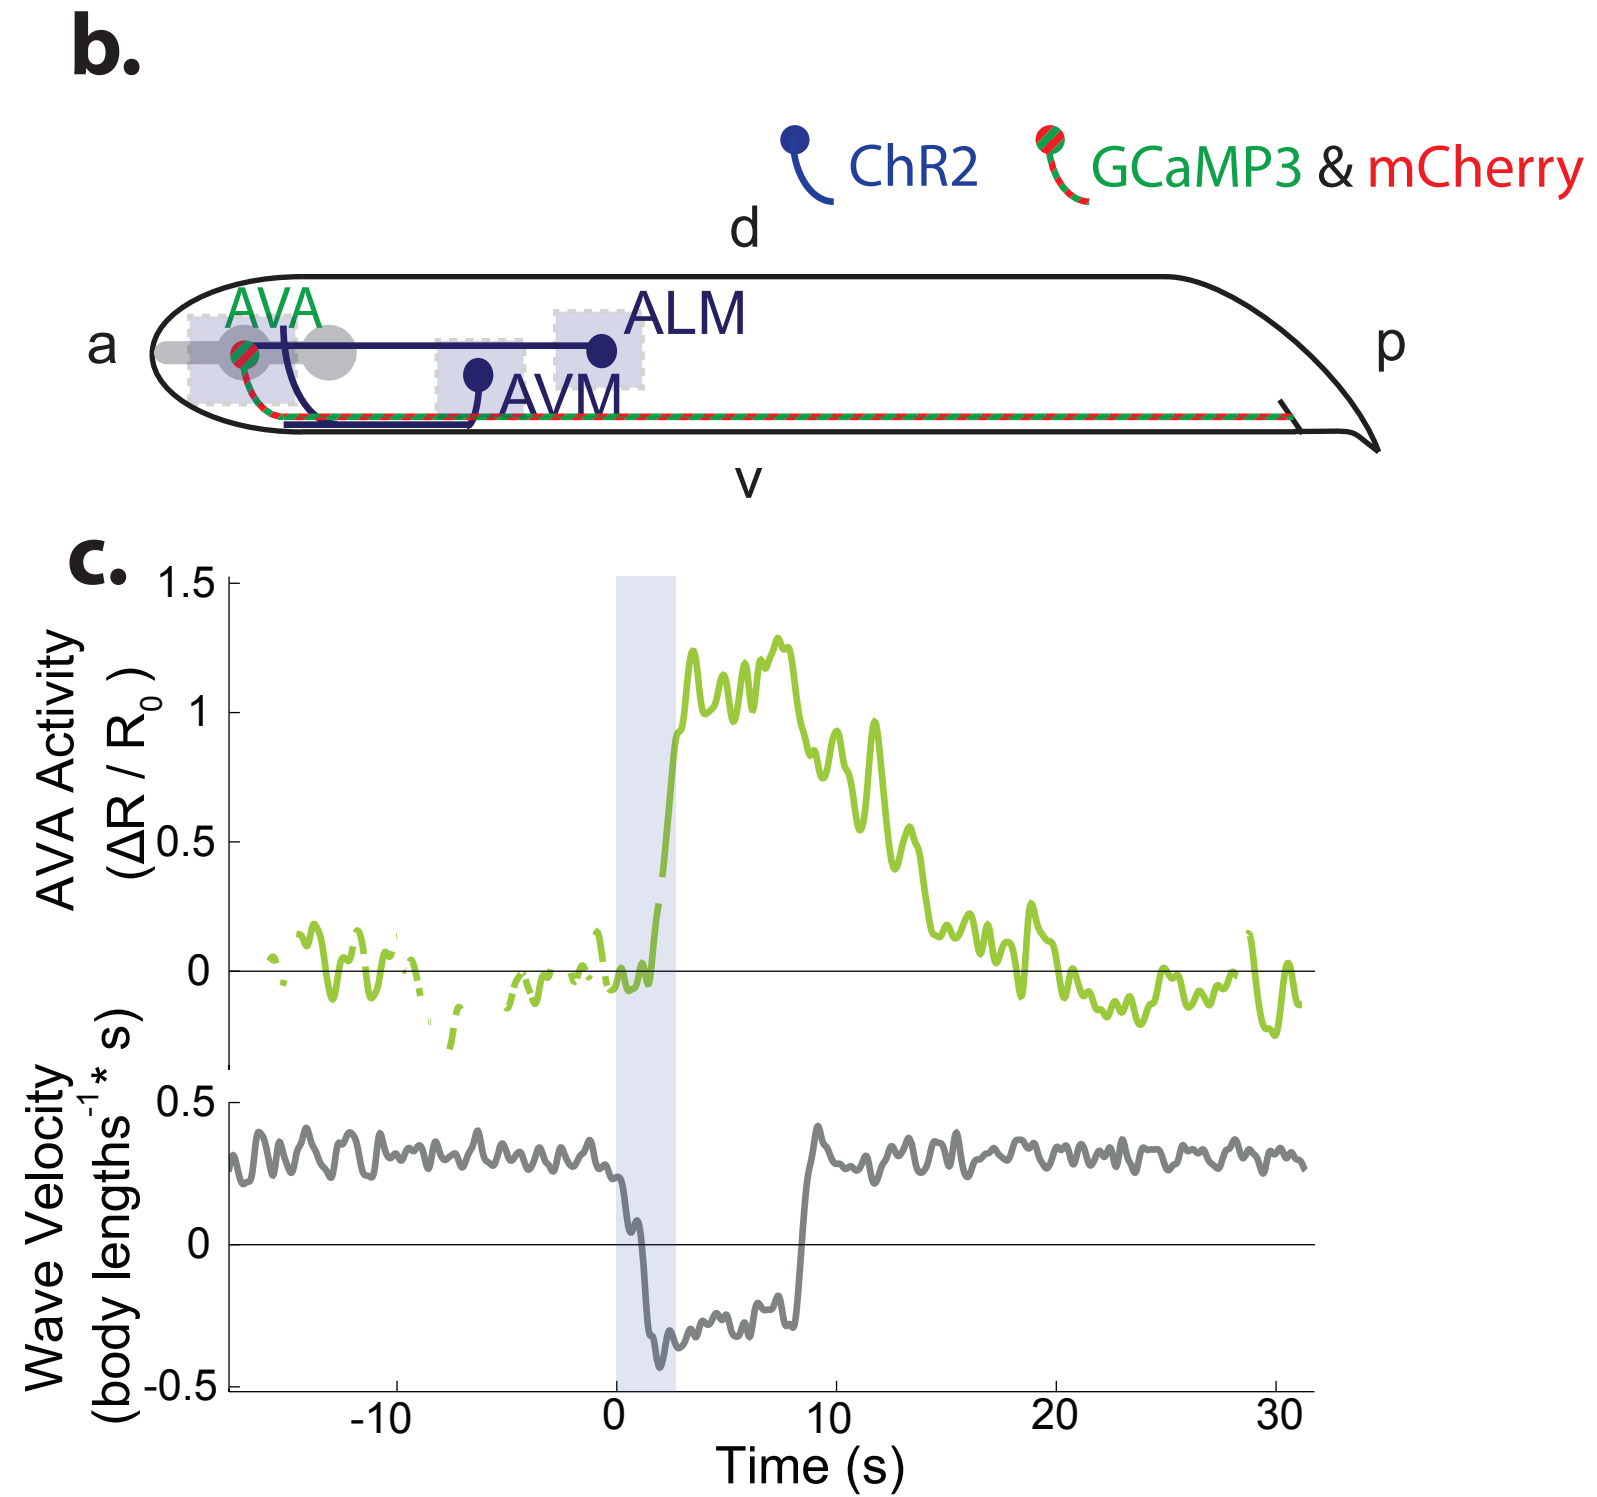 b.
ChR2
GCaMP3 & mCherry
d
AVA
ALM
a
p
AVM
v
c.
1.5
1
0.5
0
AVA Activity
(ΔR / R0 )
0.5
0
-0.5
Wave Velocity
(body lengths-1* s)
-10
0
10
20
30
Time (s)